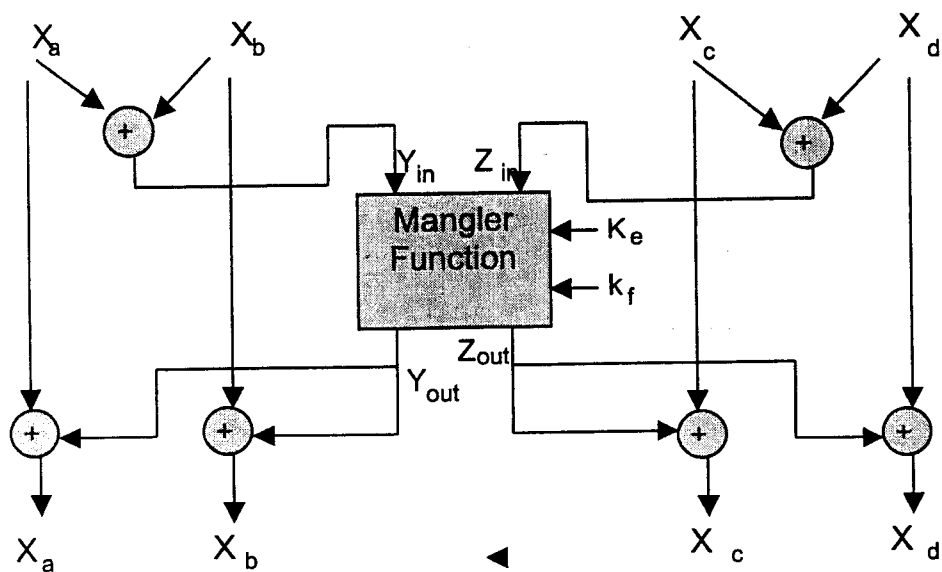 Xa Xb Xc Xd
+ +
Yin Zin
Mangler
Function
Ke
kf
Zout
Yout
+ + + +
Xa Xb Xc Xd